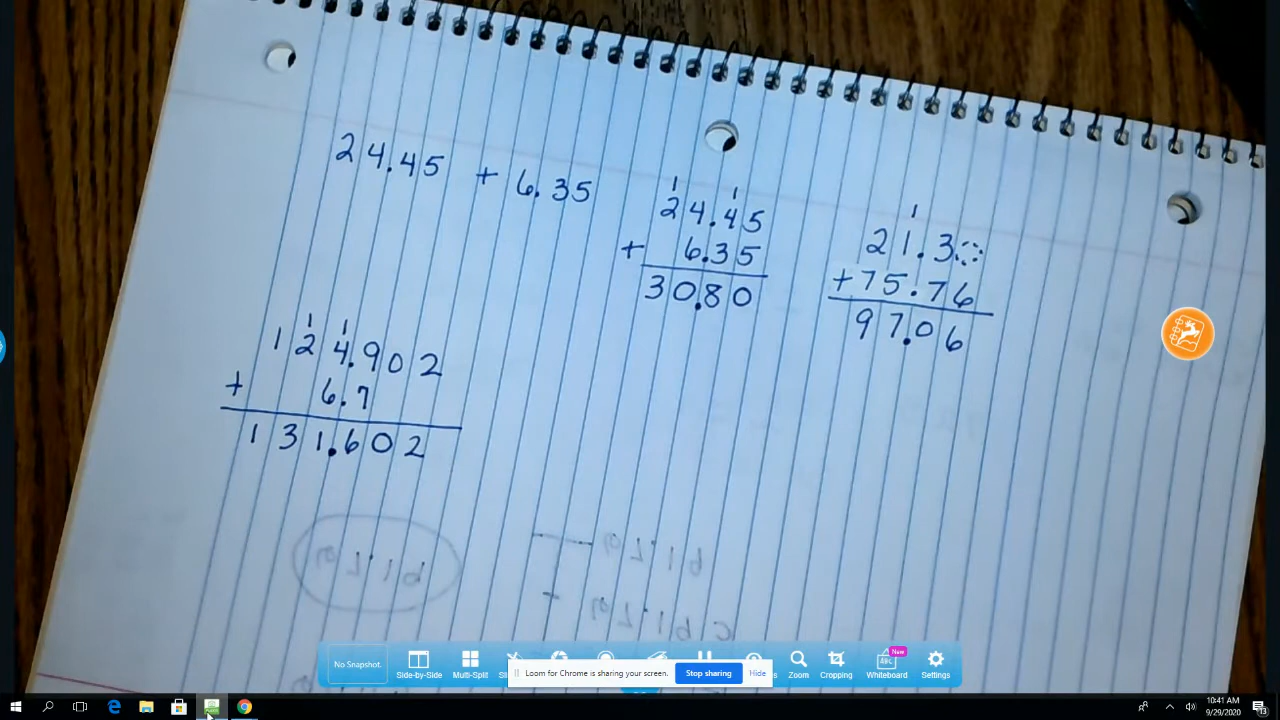 24.45 + 6.35
1 1
24.45
+ 6.35
30.80
1
21.30
+75.76
97.06
1 1
124.902
+ 6.7
131.602
No Snapshot.
Side-by-Side
Multi-Split
Zoom
Cropping
New
ABC
Whiteboard
Settings
Loom for Chrome is sharing your screen.
Stop sharing
Hide
10:41 AM
9/29/2020